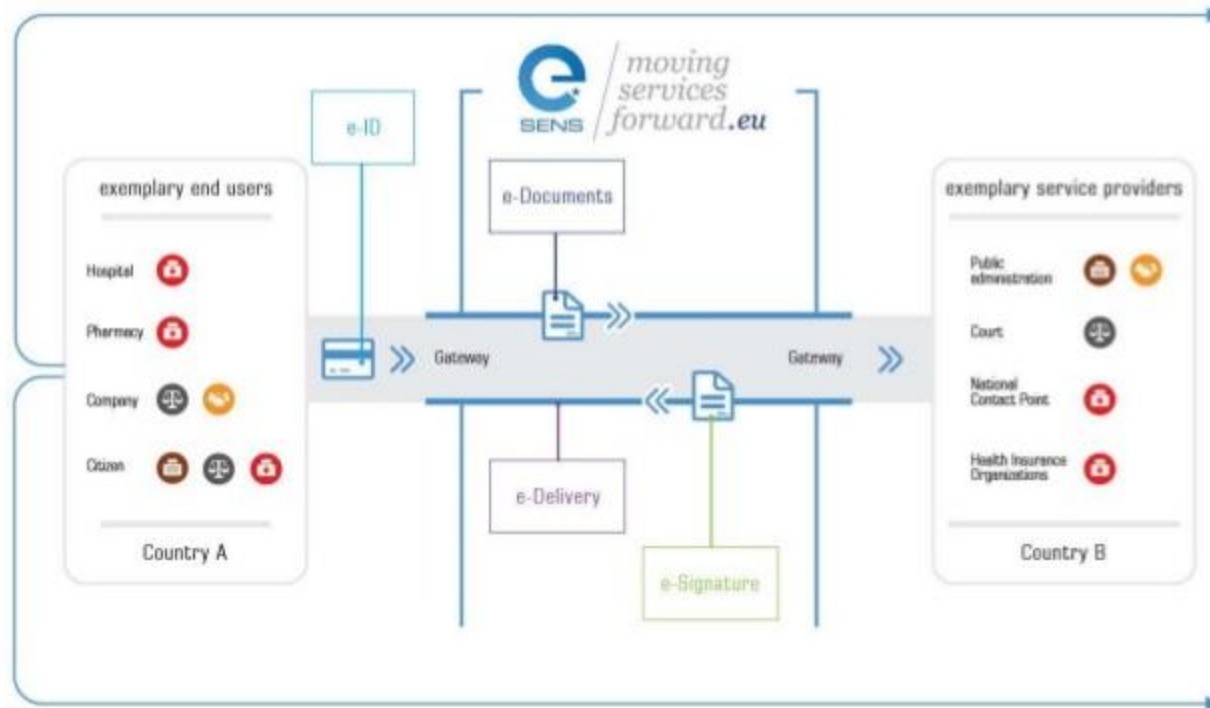 e
SENS
moving
services
forward.eu
e-ID
exemplary end users
e-Documents
exemplary service providers
Hospital
Public
administration
Pharmacy
Court
Gateway
Gateway
Company
National
Contact Point
Citizen
Health Insurance
Organizations
e-Delivery
Country A
Country B
e-Signature